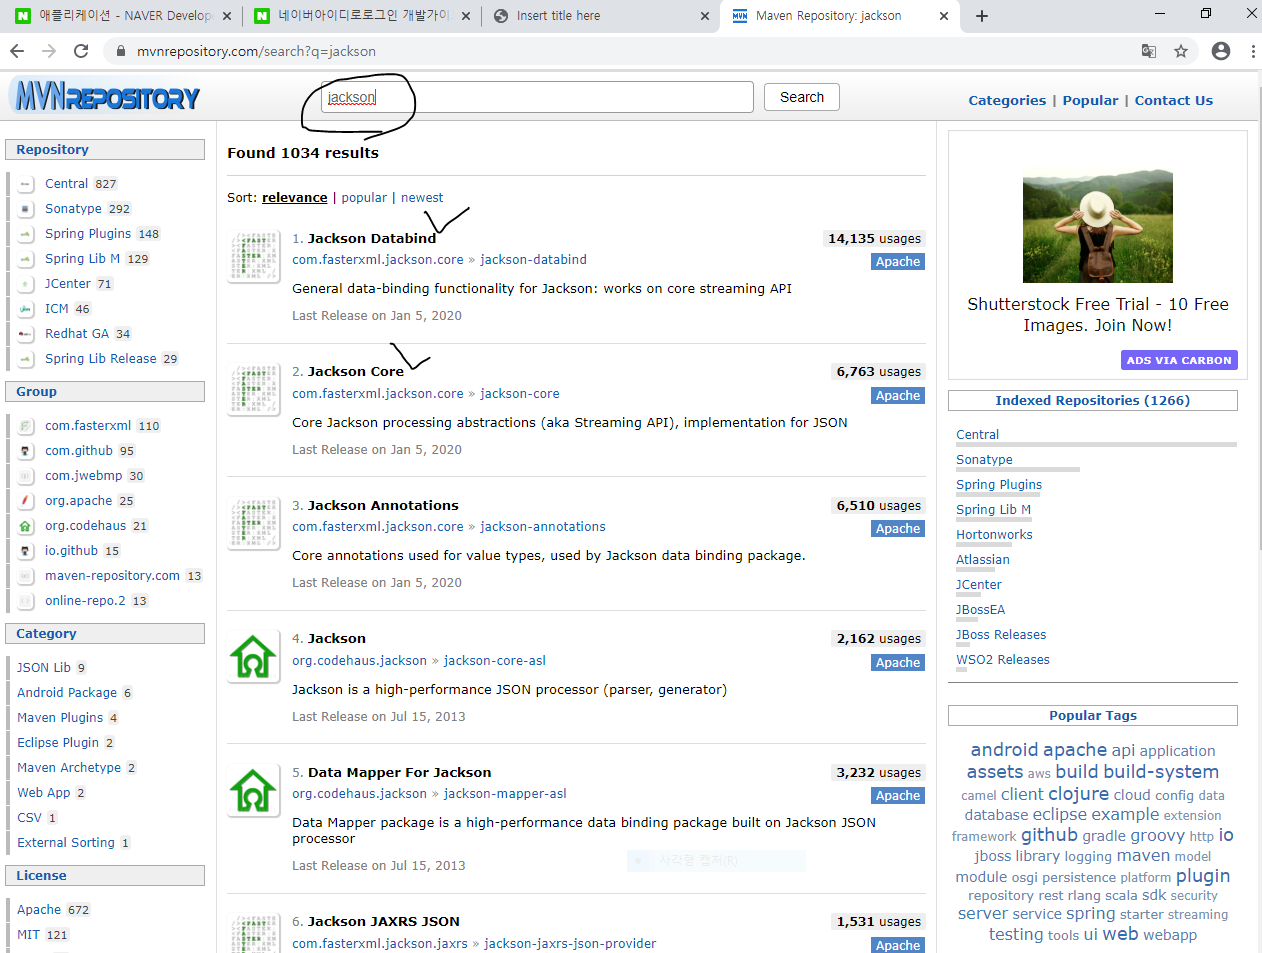 애플리케이션 - NAVER Develop
네이버아이디로로그인 개발가이
Insert title here
Maven Repository: jackson
mvnrepository.com/search?q=jackson
MVNREPOSITORY
jackson
Search
Categories | Popular | Contact Us
Repository
Central 827
Sonatype 292
Spring Plugins 148
Spring Lib M 129
JCenter 71
ICM 46
Redhat GA 34
Spring Lib Release 29
Group
com.fasterxml 110
com.github 95
com.jwebmp 30
org.apache 25
org.codehaus 21
io.github 15
maven-repository.com 13
online-repo.2 13
Category
JSON Lib 9
Android Package 6
Maven Plugins 4
Eclipse Plugin 2
Maven Archetype 2
Web App 2
CSV 1
External Sorting 1
License
Apache 672
MIT 121
Found 1034 results
Sort: relevance | popular | newest
1. Jackson Databind
14,135 usages
com.fasterxml.jackson.core » jackson-databind
Apache
General data-binding functionality for Jackson: works on core streaming API
Last Release on Jan 5, 2020
2. Jackson Core
6,763 usages
com.fasterxml.jackson.core » jackson-core
Apache
Core Jackson processing abstractions (aka Streaming API), implementation for JSON
Last Release on Jan 5, 2020
3. Jackson Annotations
6,510 usages
com.fasterxml.jackson.core » jackson-annotations
Apache
Core annotations used for value types, used by Jackson data binding package.
Last Release on Jan 5, 2020
4. Jackson
2,162 usages
org.codehaus.jackson » jackson-core-asl
Apache
Jackson is a high-performance JSON processor (parser, generator)
Last Release on Jul 15, 2013
5. Data Mapper For Jackson
3,232 usages
org.codehaus.jackson » jackson-mapper-asl
Apache
Data Mapper package is a high-performance data binding package built on Jackson JSON
processor
Last Release on Jul 15, 2013
사각형 캡처(R)
6. Jackson JAXRS JSON
1,531 usages
com.fasterxml.jackson.jaxrs » jackson-jaxrs-json-provider
Apache
Shutterstock Free Trial - 10 Free
Images. Join Now!
ADS VIA CARBON
Indexed Repositories (1266)
Central
Sonatype
Spring Plugins
Spring Lib M
Hortonworks
Atlassian
JCenter
JBossEA
JBoss Releases
WSO2 Releases
Popular Tags
android apache api application
assets aws build build-system
camel client clojure cloud config data
database eclipse example extension
framework github gradle groovy http io
jboss library logging maven model
module osgi persistence platform plugin
repository rest rlang scala sdk security
server service spring starter streaming
testing tools ui web webapp